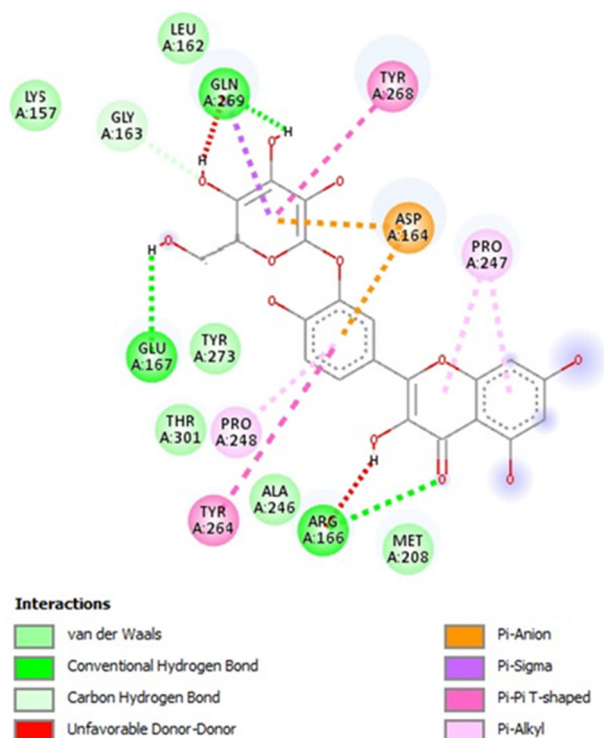 LEU
A:162
LYS
A:157
GLN
A:269
TYR
A:268
GLY
A:163
H
H
O
O
O
ASP
A:164
PRO
A:247
O
H
O
O
O
GLU
A:167
TYR
A:273
O
O
THR
A:301
PRO
A:248
O
H
O
O
TYR
A:264
ALA
A:246
ARG
A:166
MET
A:208
Interactions
van der Waals
Conventional Hydrogen Bond
Carbon Hydrogen Bond
Unfavorable Donor-Donor
Pi-Anion
Pi-Sigma
Pi-Pi T-shaped
Pi-Alkyl